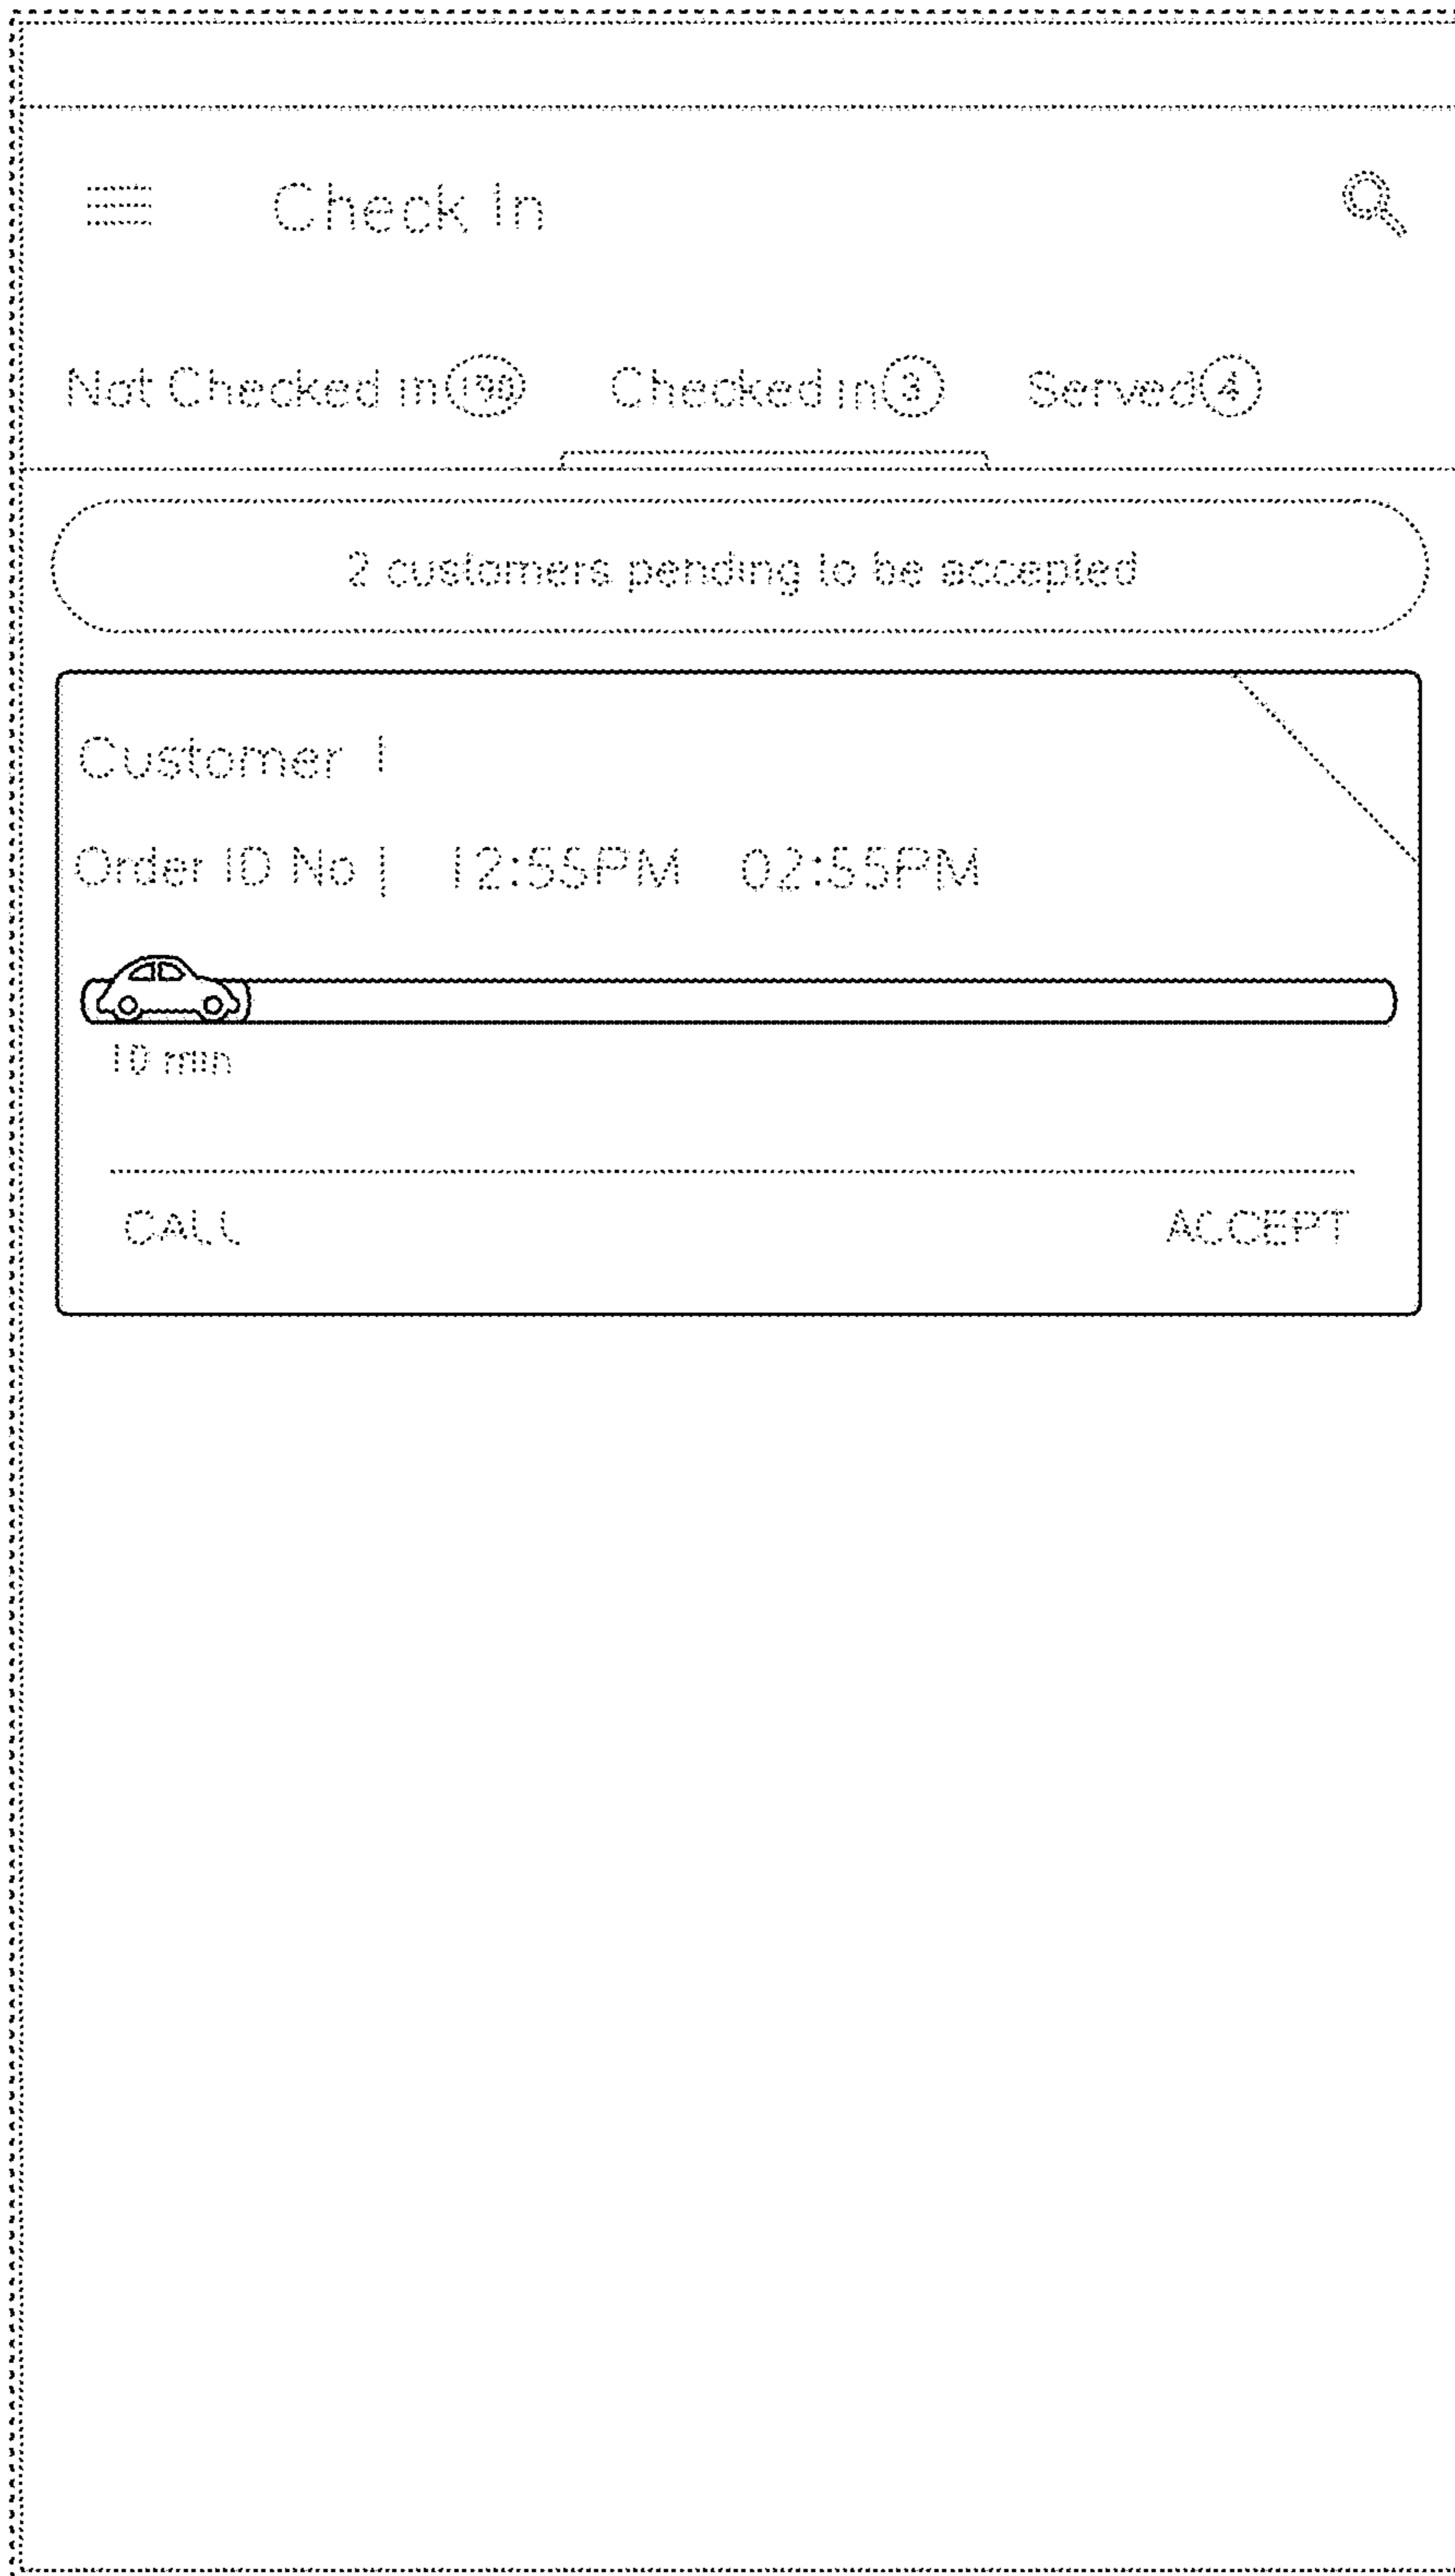 Check In
Not Checked in 190 Checked in 3 Served 4
2 customers pending to be accepted
Customer 1
Order ID No | 12:55PM 02:55PM
10 min
CALL ACCEPT